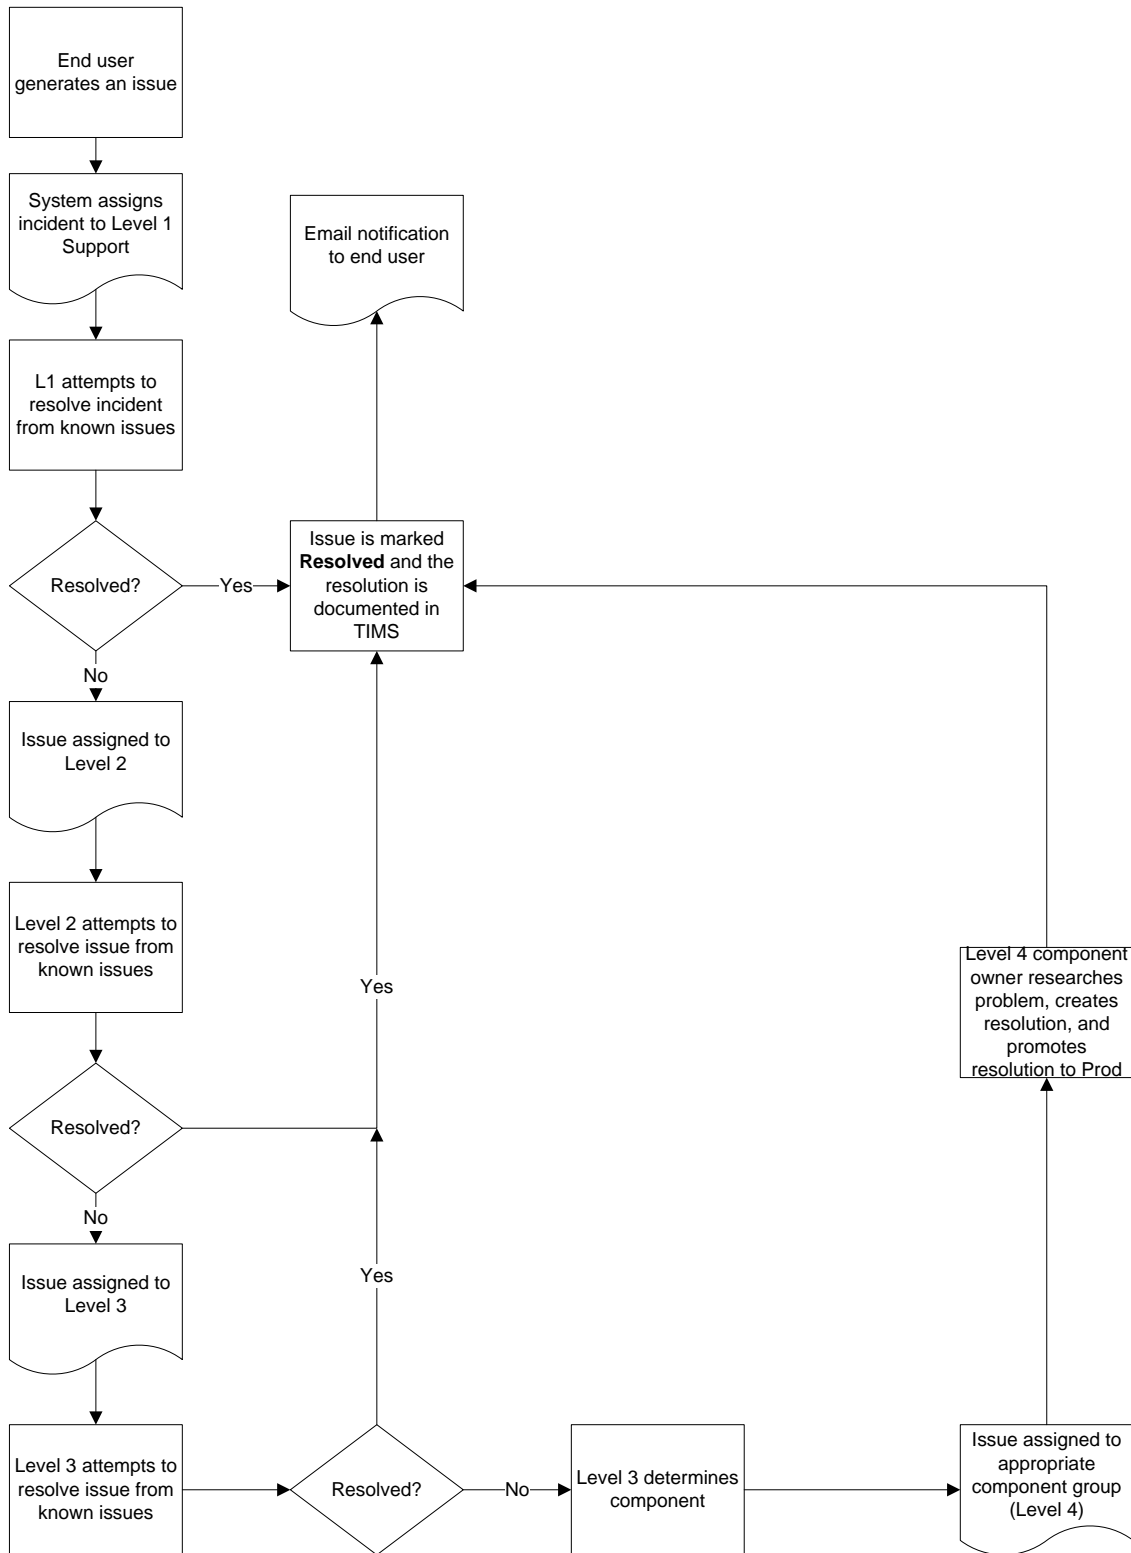 End user
generates an issue
System assigns
incident to Level 1
Support
Email notification
to end user
L1 attempts to
resolve incident
from known issues
Resolved?
Yes
Issue is marked
Resolved and the
resolution is
documented in
TIMS
No
Issue assigned to
Level 2
Level 2 attempts to
resolve issue from
known issues
Yes
Level 4 component
owner researches
problem, creates
resolution, and
promotes
resolution to Prod
Resolved?
No
Issue assigned to
Level 3
Yes
Level 3 attempts to
resolve issue from
known issues
Resolved?
No
Level 3 determines
component
Issue assigned to
appropriate
component group
(Level 4)